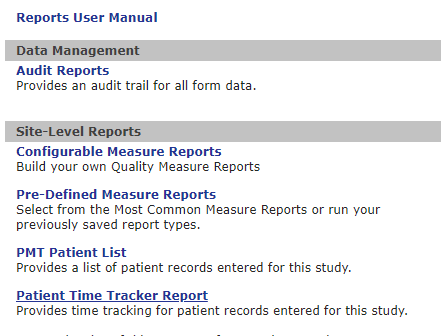 Reports User Manual
Data Management
Audit Reports
Provides an audit trail for all form data.
Site-Level Reports
Configurable Measure Reports
Build your own Quality Measure Reports
Pre-Defined Measure Reports
Select from the Most Common Measure Reports or run your
previously saved report types.
PMT Patient List
Provides a list of patient records entered for this study.
Patient Time Tracker Report
Provides time tracking for patient records entered for this study.